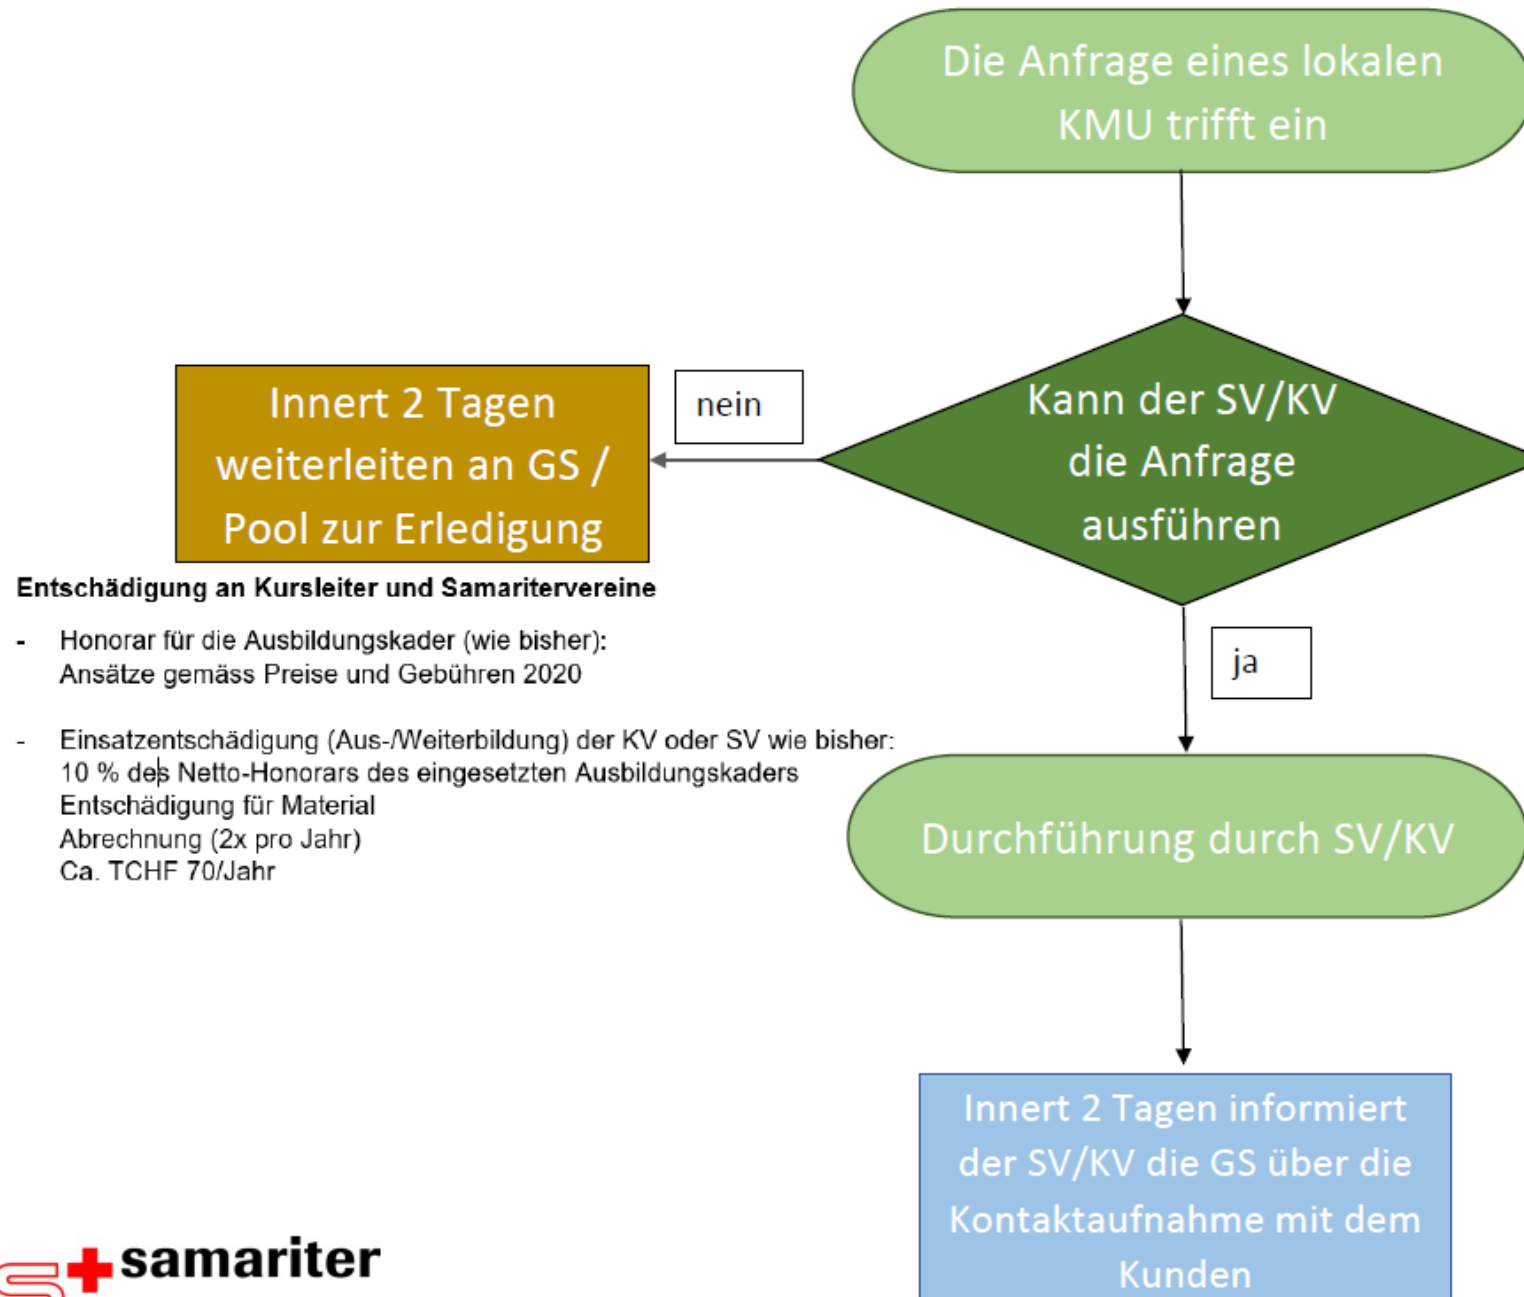 Die Anfrage eines lokalen
KMU trifft ein
Kann der SV/KV
die Anfrage
ausführen
nein
Innert 2 Tagen
weiterleiten an GS /
Pool zur Erledigung
Entschädigung an Kursleiter und Samaritervereine
- Honorar für die Ausbildungskader (wie bisher):
Ansätze gemäss Preise und Gebühren 2020
- Einsatzentschädigung (Aus-/Weiterbildung) der KV oder SV wie bisher:
10 % des Netto-Honorars des eingesetzten Ausbildungskaders
Entschädigung für Material
Abrechnung (2x pro Jahr)
Ca. TCHF 70/Jahr
ja
Durchführung durch SV/KV
Innert 2 Tagen informiert
der SV/KV die GS über die
Kontaktaufnahme mit dem
Kunden
samariter